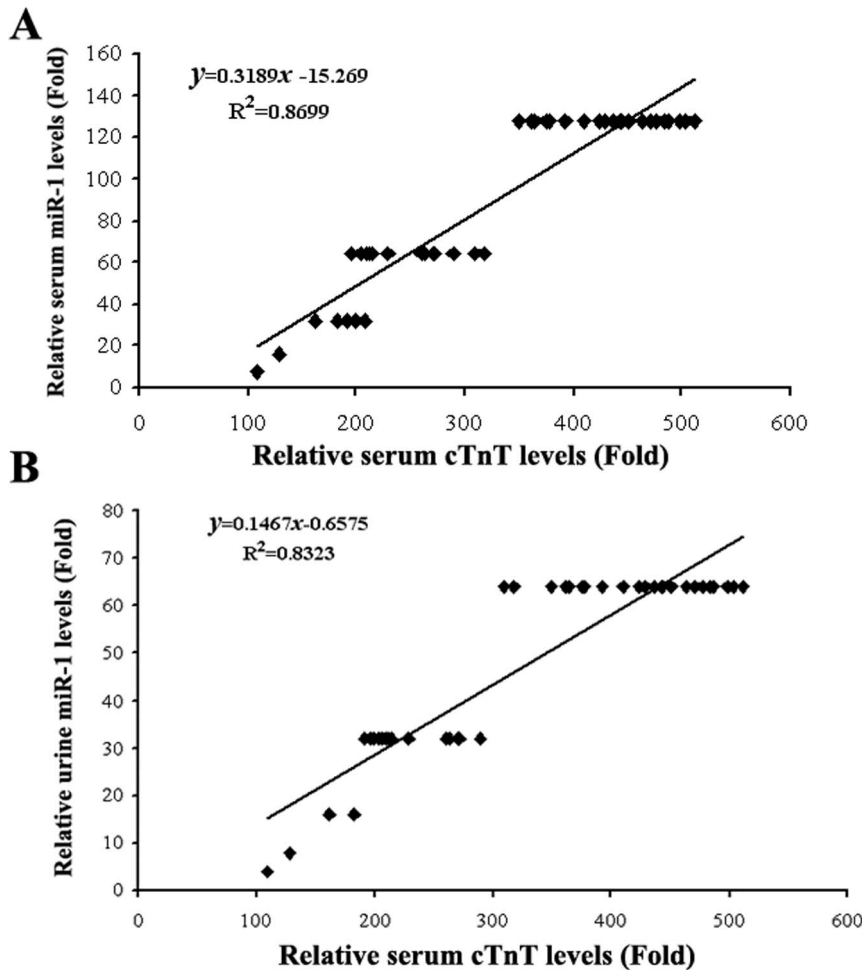 A
Relative serum miR-1 levels (Fold)
160
140
120
100
80
60
40
20
0
y=0.3189x -15.269
R²=0.8699
0 100 200 300 400 500 600
Relative serum cTnT levels (Fold)
B
Relative urine miR-1 levels (Fold)
80
70
60
50
40
30
20
10
0
y=0.1467x-0.6575
R²=0.8323
0 100 200 300 400 500 600
Relative serum cTnT levels (Fold)